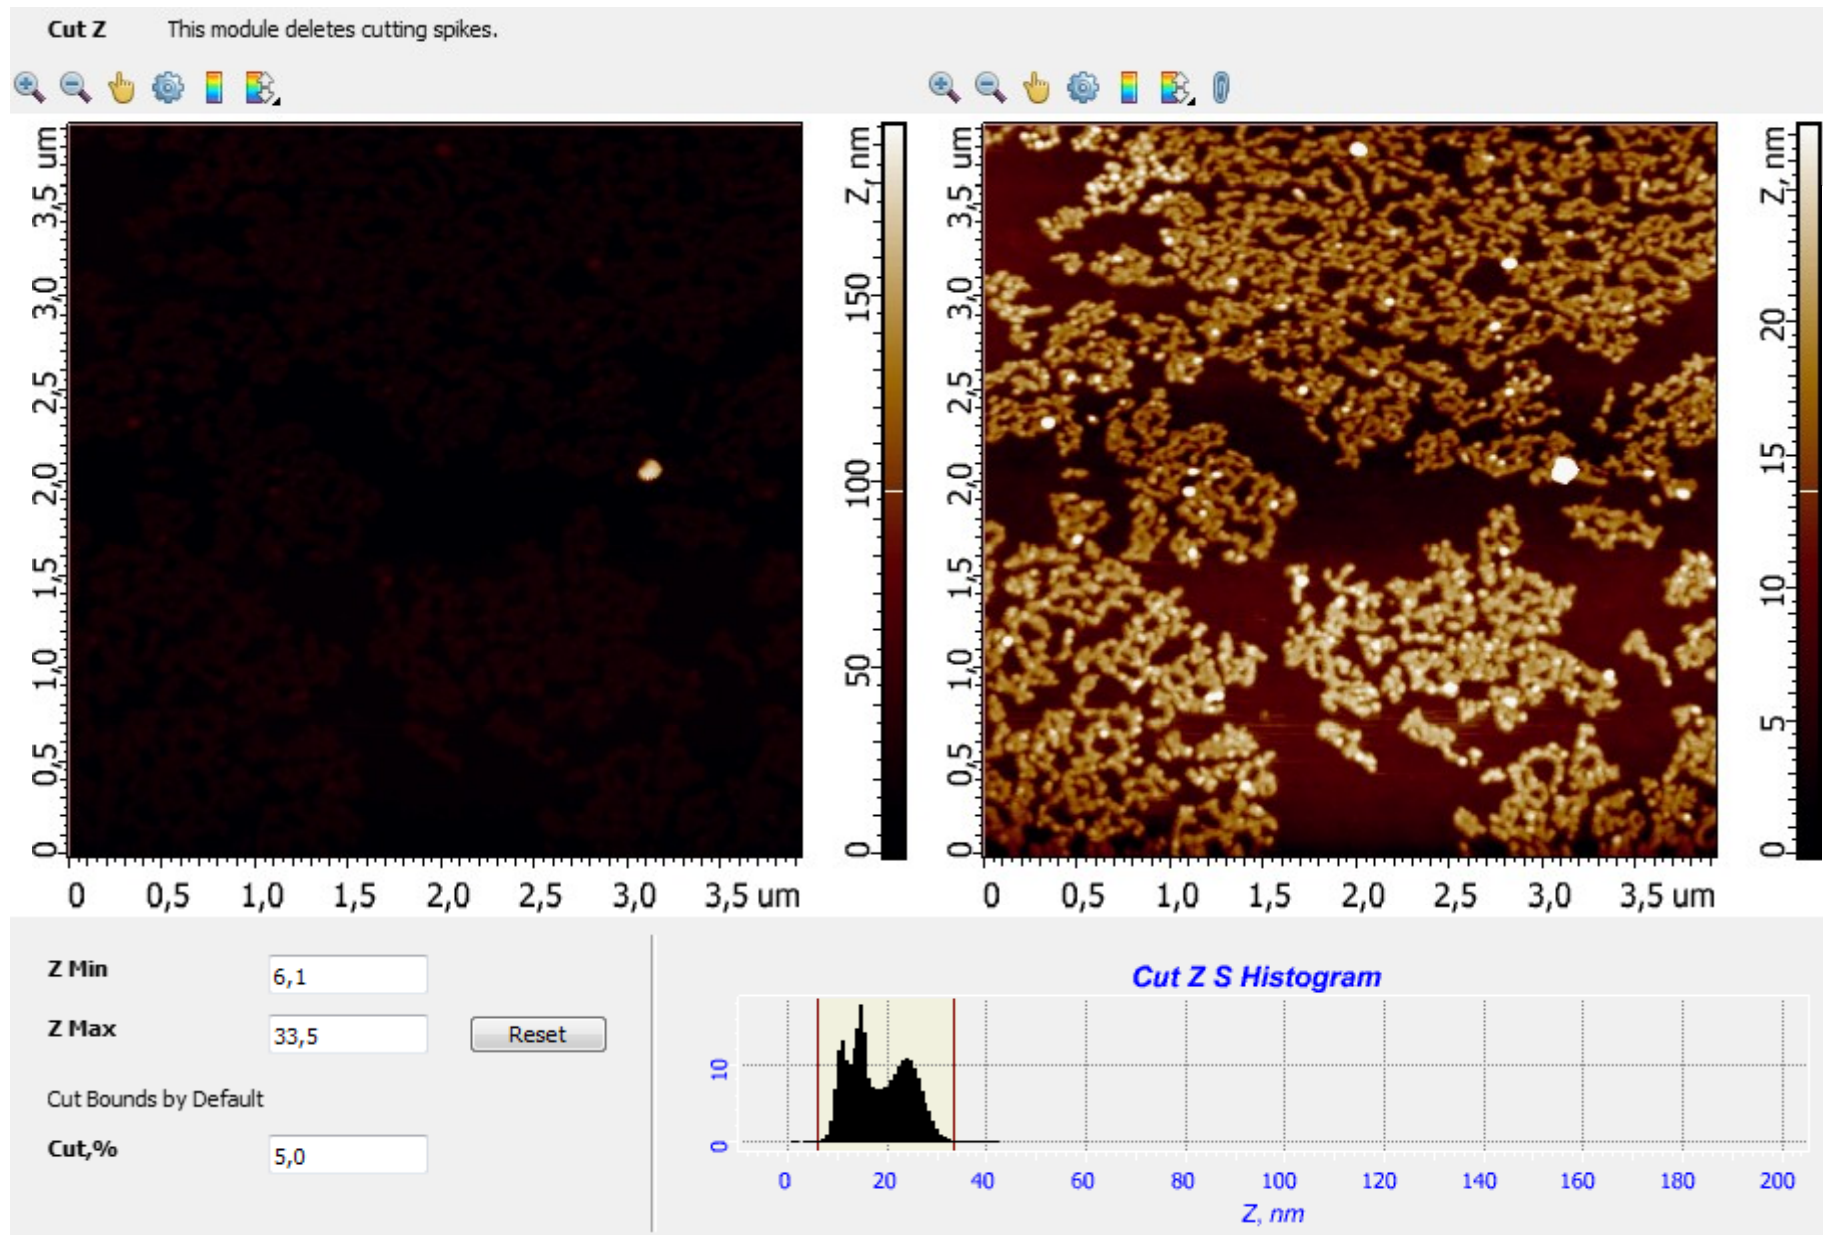 Cut Z This module deletes cutting spikes.
um
3,5
3,0
2,5
2,0
1,5
1,0
0,5
0
0 0,5 1,0 1,5 2,0 2,5 3,0 3,5 um
Z, nm
150
100
50
0
um
3,5
3,0
2,5
2,0
1,5
1,0
0,5
0
0 0,5 1,0 1,5 2,0 2,5 3,0 3,5 um
Z, nm
20
15
10
5
0
Z Min 6,1
Z Max 33,5 Reset
Cut Bounds by Default
Cut,% 5,0
Cut Z S Histogram
10
0
0 20 40 60 80 100 120 140 160 180 200
Z, nm